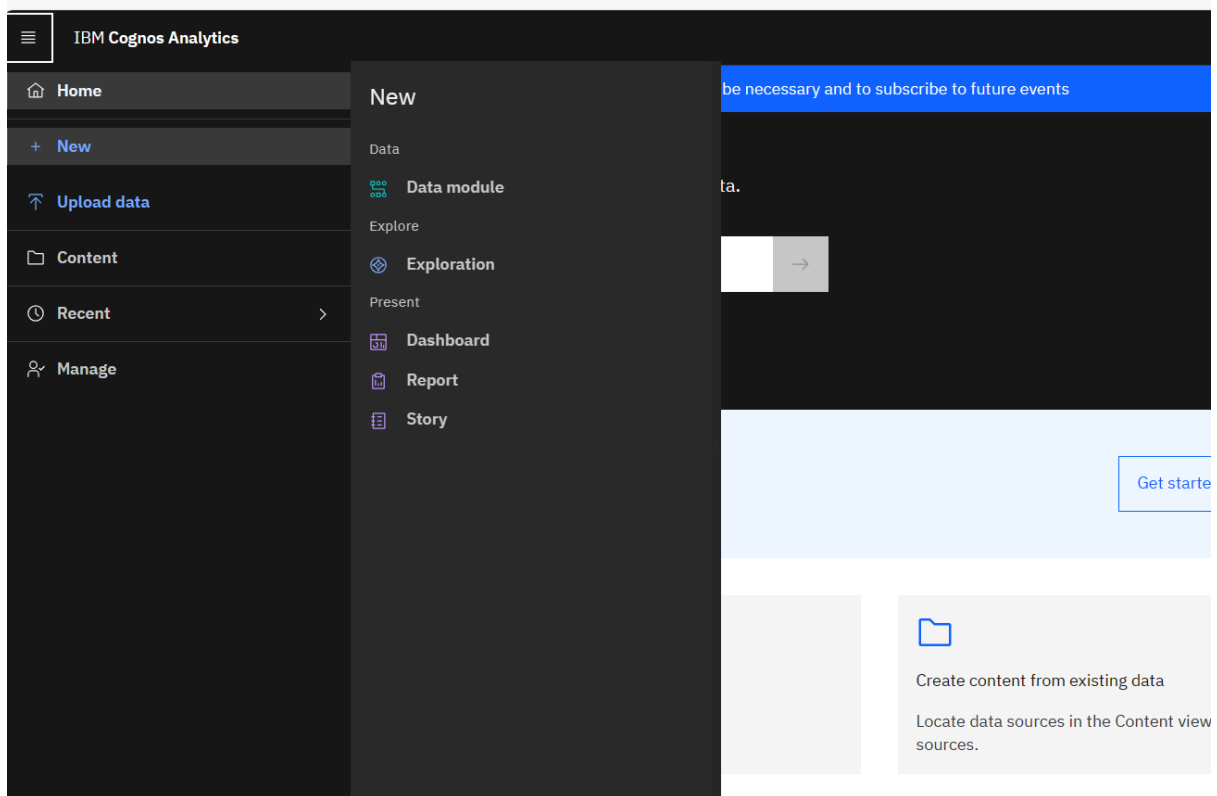 IBM Cognos Analytics
Home
New
Upload data
Content
Recent
Manage
New
Data
Data module
Explore
Exploration
Present
Dashboard
Report
Story
be necessary and to subscribe to future events
ta.
Get starte
Create content from existing data
Locate data sources in the Content view
sources.